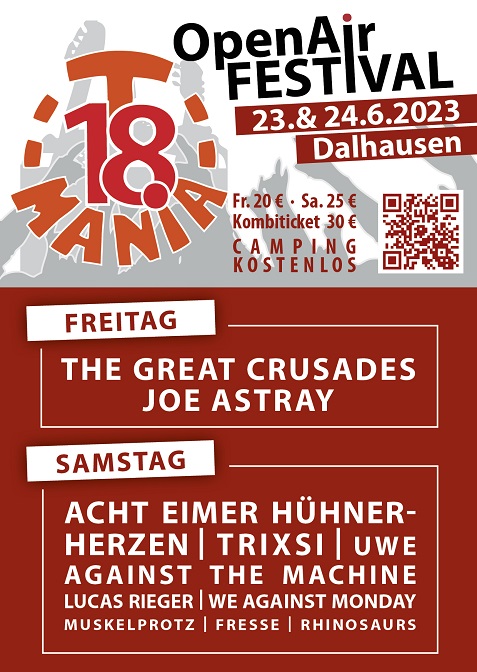 OpenAir
FESTIVAL
23.& 24.6.2023
Dalhausen
T
18.
MANIA
Fr. 20 € · Sa. 25 €
Kombiticket 30 €
CAMPING
KOSTENLOS
FREITAG
THE GREAT CRUSADES
JOE ASTRAY
SAMSTAG
ACHT EIMER HÜHNER-
HERZEN | TRIXSI | UWE
AGAINST THE MACHINE
LUCAS RIEGER | WE AGAINST MONDAY
MUSKELPROTZ | FRESSE | RHINOSAURS